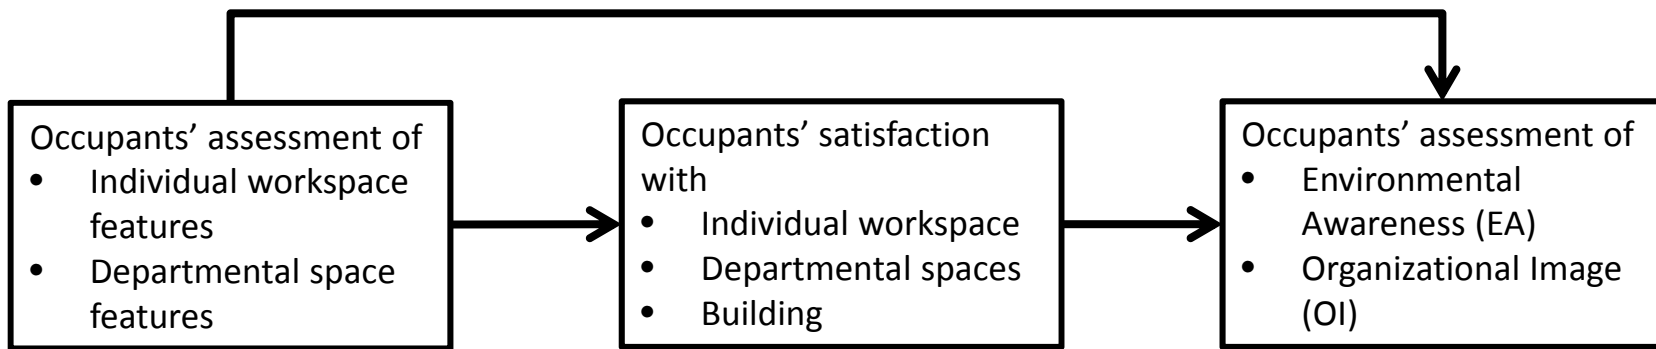 Occupants’ assessment of
• Individual workspace
features
• Departmental space
features
Occupants’ satisfaction
with
• Individual workspace
• Departmental spaces
• Building
Occupants’ assessment of
• Environmental
Awareness (EA)
• Organizational Image
(OI)